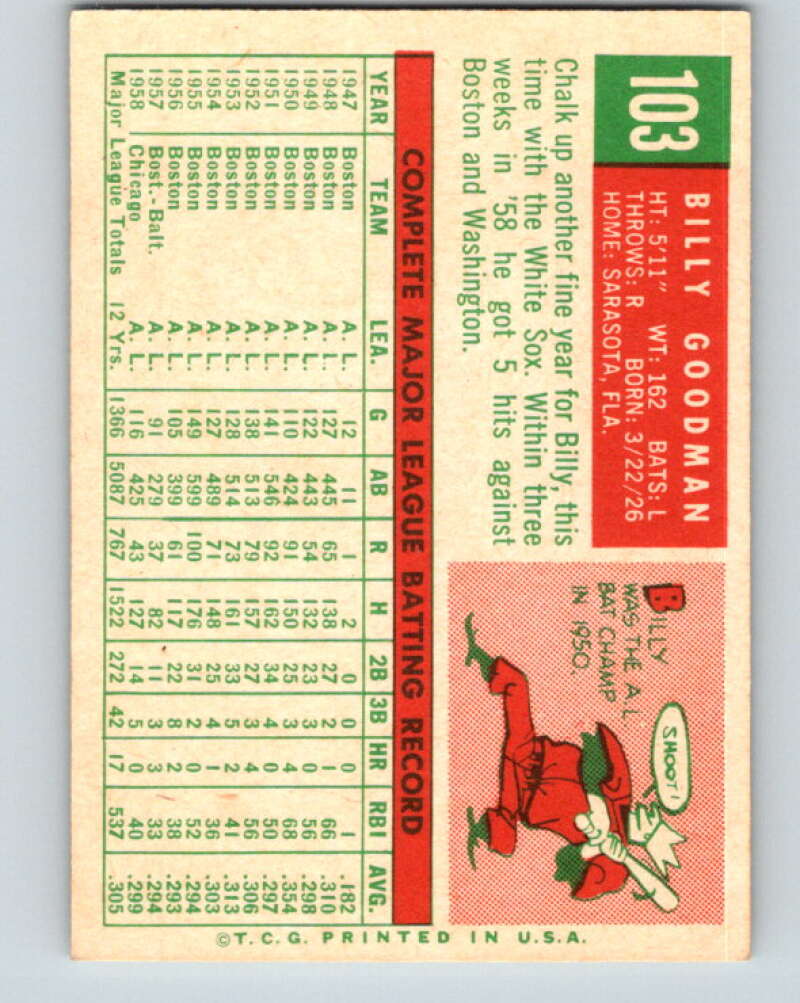 103
BILLY GOODMAN
HT: 5'11" WT: 162 BATS: L
THROWS: R BORN: 3/22/26
HOME: SARASOTA, FLA.
Chalk up another fine year for Billy, this
time with the White Sox. Within three
weeks in '58 he got 5 hits against
Boston and Washington.
BILLY
WAS THE A.L.
BAT CHAMP
IN 1950.
SMOOT!
COMPLETE MAJOR LEAGUE BATTING RECORD
YEAR TEAM LEA. G AB R H 2B 3B HR RBI AVG.
1947 Boston A. L. 12 11 1 2 0 0 0 1 .182
1948 Boston A. L. 127 445 65 138 27 2 1 66 .310
1949 Boston A. L. 122 443 54 132 23 3 0 56 .298
1950 Boston A. L. 110 424 91 150 25 3 4 68 .354
1951 Boston A. L. 141 546 92 162 34 4 0 50 .297
1952 Boston A. L. 138 513 79 157 27 3 4 56 .306
1953 Boston A. L. 128 514 73 161 33 5 2 41 .313
1954 Boston A. L. 127 489 71 148 25 4 1 36 .303
1955 Boston A. L. 149 599 100 176 31 2 0 52 .294
1956 Boston A. L. 105 399 61 117 22 8 2 38 .293
1957 Bost.-Balt. A. L. 91 279 37 82 11 3 3 33 .294
1958 Chicago A. L. 116 425 43 127 14 5 0 40 .299
Major League Totals 12 Yrs. 1366 5087 767 1522 272 42 17 537 .305
© T. C. G. PRINTED IN U.S.A.